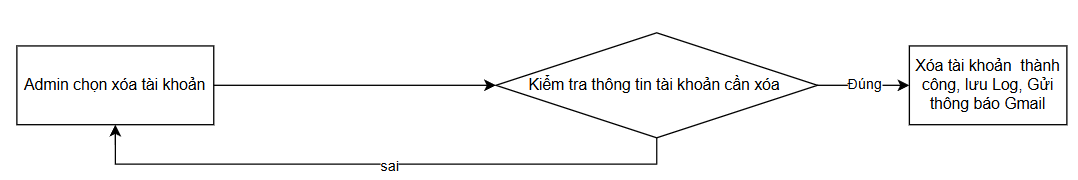 Admin chọn xóa tài khoản
Kiểm tra thông tin tài khoản cần xóa
Đúng
Xóa tài khoản thành
công, lưu Log, Gửi
thông báo Gmail
sai